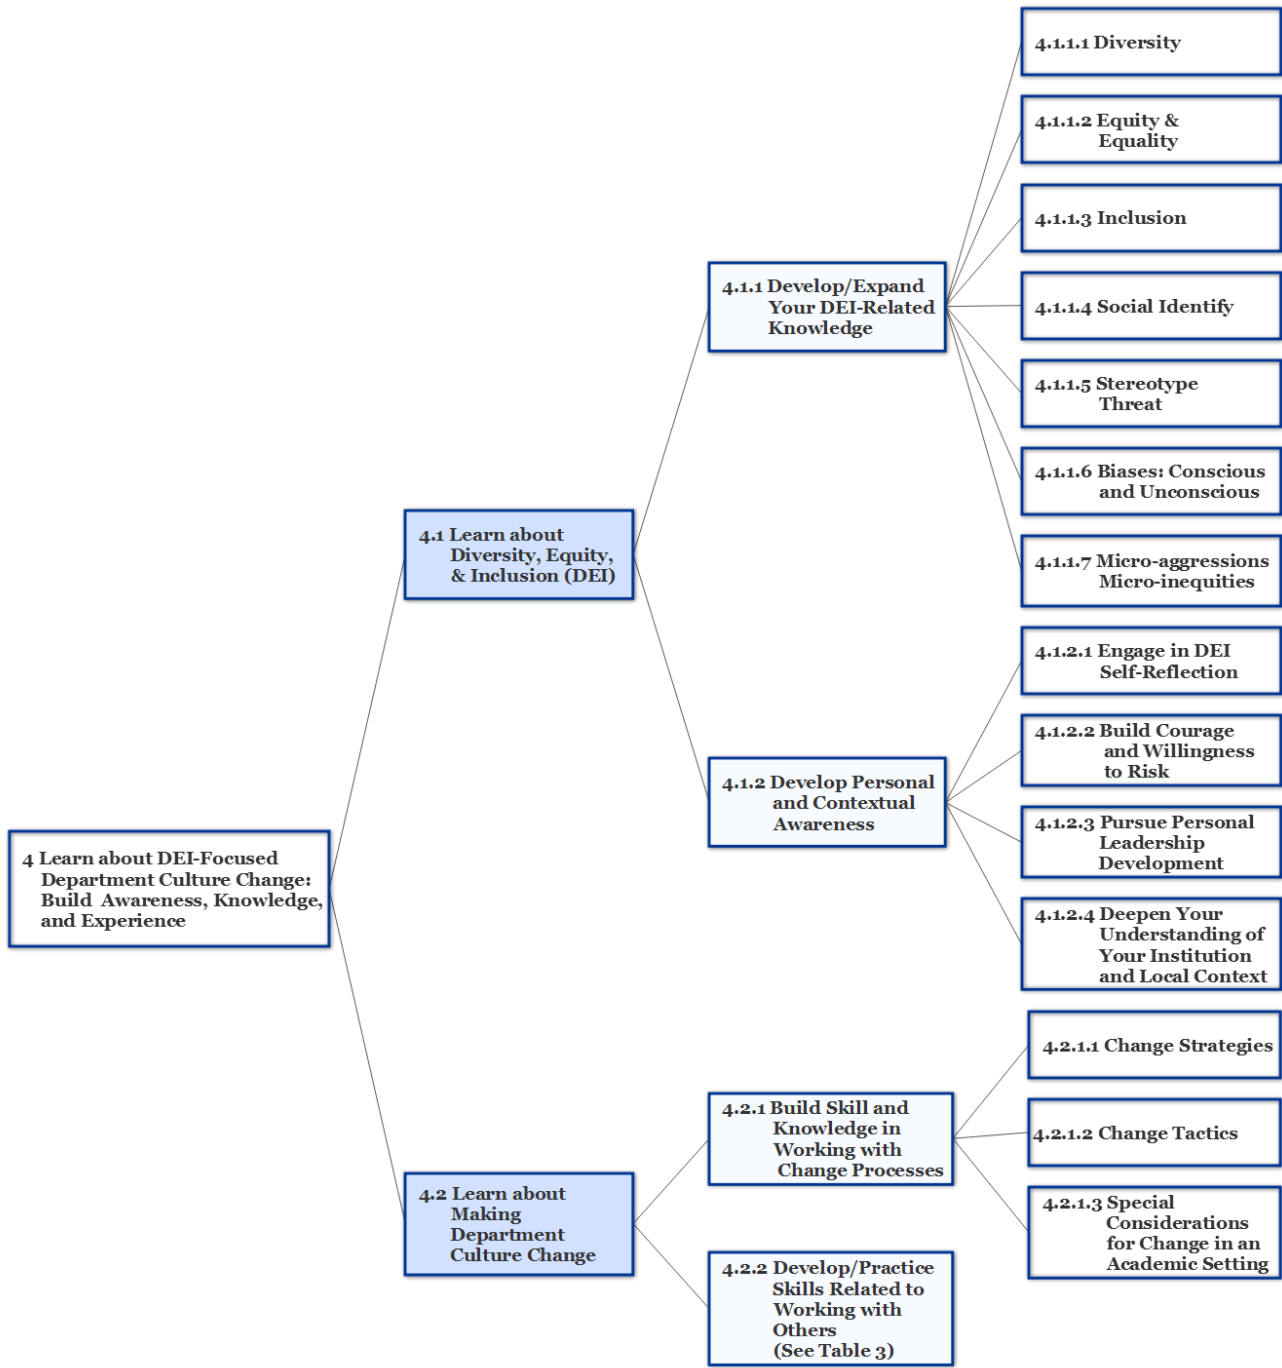 4 Learn about DEI-Focused
Department Culture Change:
Build Awareness, Knowledge,
and Experience
4.1 Learn about
Diversity, Equity,
& Inclusion (DEI)
4.1.1 Develop/Expand
Your DEI-Related
Knowledge
4.1.1.1 Diversity
4.1.1.2 Equity &
Equality
4.1.1.3 Inclusion
4.1.1.4 Social Identify
4.1.1.5 Stereotype
Threat
4.1.1.6 Biases: Conscious
and Unconscious
4.1.1.7 Micro-aggressions
Micro-inequities
4.1.2 Develop Personal
and Contextual
Awareness
4.1.2.1 Engage in DEI
Self-Reflection
4.1.2.2 Build Courage
and Willingness
to Risk
4.1.2.3 Pursue Personal
Leadership
Development
4.1.2.4 Deepen Your
Understanding of
Your Institution
and Local Context
4.2 Learn about
Making
Department
Culture Change
4.2.1 Build Skill and
Knowledge in
Working with
Change Processes
4.2.1.1 Change Strategies
4.2.1.2 Change Tactics
4.2.1.3 Special
Considerations
for Change in an
Academic Setting
4.2.2 Develop/Practice
Skills Related to
Working with
Others
(See Table 3)